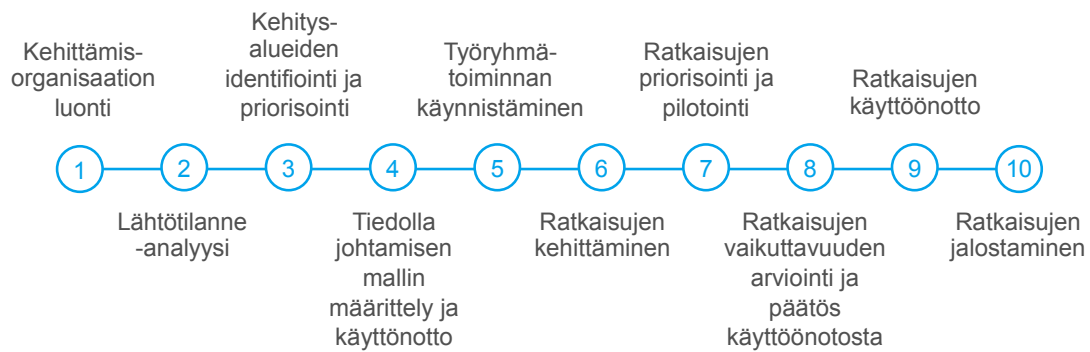 Kehittämis-
organisaation
luonti
Kehitys-
alueiden
identifiointi ja
priorisointi
Työryhmä-
toiminnan
käynnistäminen
Ratkaisujen
priorisointi ja
pilotointi
Ratkaisujen
käyttöönotto
1
2
3
4
5
6
7
8
9
10
Lähtötilanne
-analyysi
Tiedolla
johtamisen
mallin
määrittely ja
käyttönotto
Ratkaisujen
kehittäminen
Ratkaisujen
vaikuttavuuden
arviointi ja
päätös
käyttöönotosta
Ratkaisujen
jalostaminen